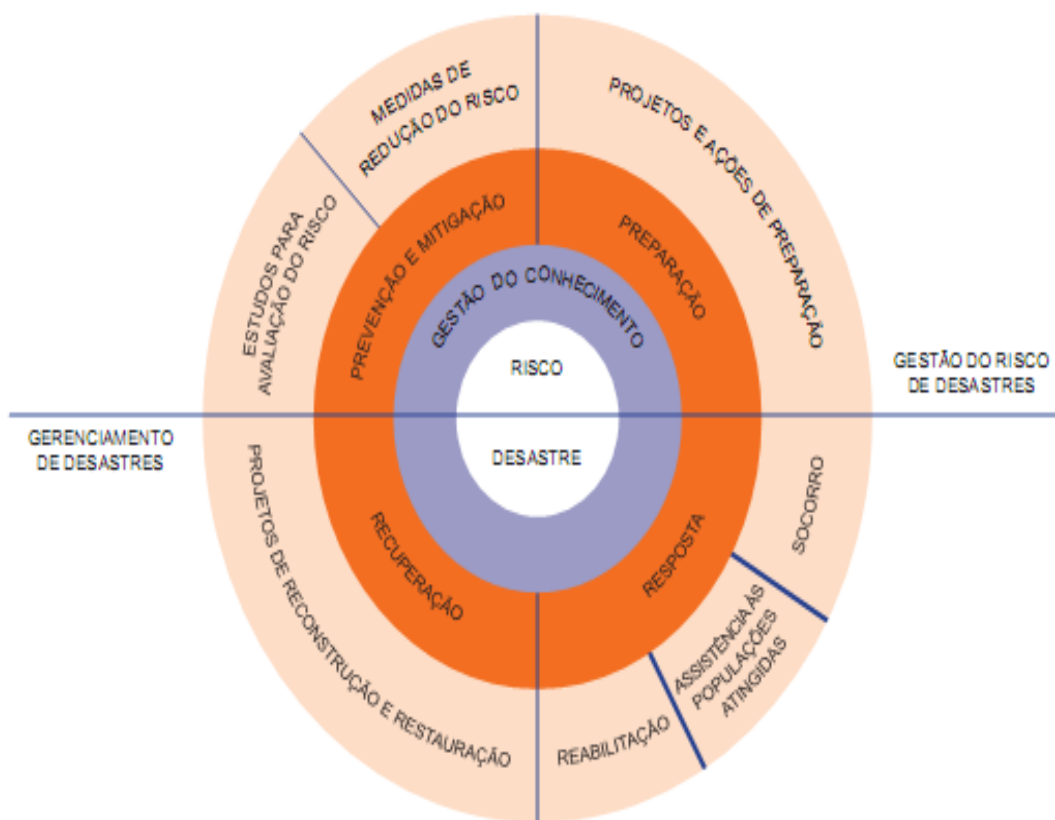 MEDIDAS DE
REDUÇÃO DO RISCO
PROJETOS E AÇÕES DE PREPARAÇÃO
ESTUDOS PARA
AVALIAÇÃO DO RISCO
PREVENÇÃO E MITIGAÇÃO
PREPARAÇÃO
GESTÃO DO CONHECIMENTO
RISCO
GESTÃO DO RISCO
DE DESASTRES
GERENCIAMENTO
DE DESASTRES
DESASTRE
PROJETOS DE RECONSTRUÇÃO E RESTAURAÇÃO
RECUPERAÇÃO
RESPOSTA
SOCORRO
ASSISTÊNCIA ÀS
POPULAÇÕES
ATINGIDAS
REABILITAÇÃO